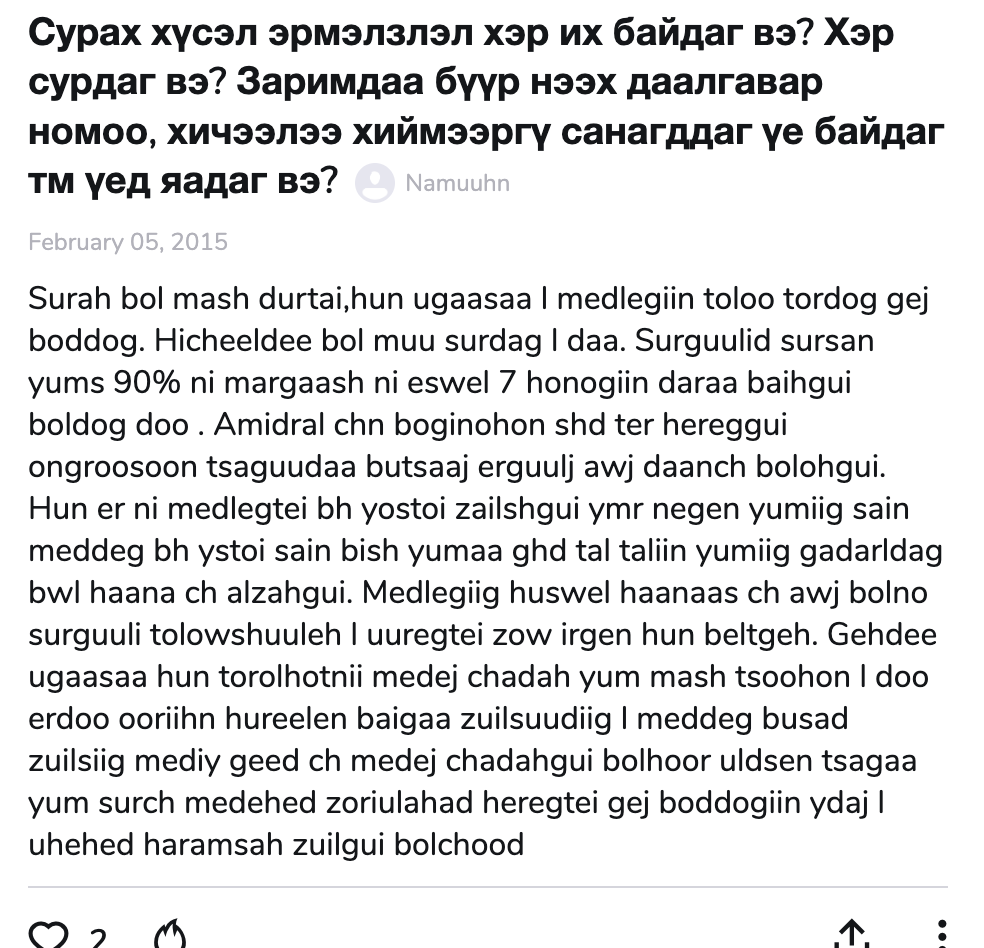 Сурах хүсэл эрмэлзлэл хэр их байдаг вэ? Хэр
сурдаг вэ? Заримдаа бүүр нээх даалгавар
номоо, хичээлээ хиймээргү санагддаг үе байдаг
тм үед яадаг вэ? Namuuhn
February 05, 2015
Surah bol mash durtai,hun ugaasaa l medlegiin toloo tordog gej
boddog. Hicheeldee bol muu surdag l daa. Surguulid sursan
yums 90% ni margaash ni eswel 7 honogiin daraa baihgui
boldog doo . Amidral chn boginohon shd ter hereggui
ongroosoon tsaguudaa butsaaj erguulj awj daanch bolohgui.
Hun er ni medlegtei bh yostoi zailshgui ymr negen yumiig sain
meddeg bh ystoi sain bish yumaa ghd tal taliin yumiig gadarldag
bwl haana ch alzahgui. Medlegiig huswel haanaas ch awj bolno
surguuli tolowshuuleh l uuregtei zow irgen hun beltgeh. Gehdee
ugaasaa hun torolhotnii medej chadah yum mash tsoohon l doo
erdoo ooriihn hureelen baigaa zuilsuudiig l meddeg busad
zuilsiig mediy geed ch medej chadahgui bolhoor uldsen tsagaa
yum surch medehed zoriulahad heregtei gej boddogiin ydaj l
uhehed haramsah zuilgui bolchood
2